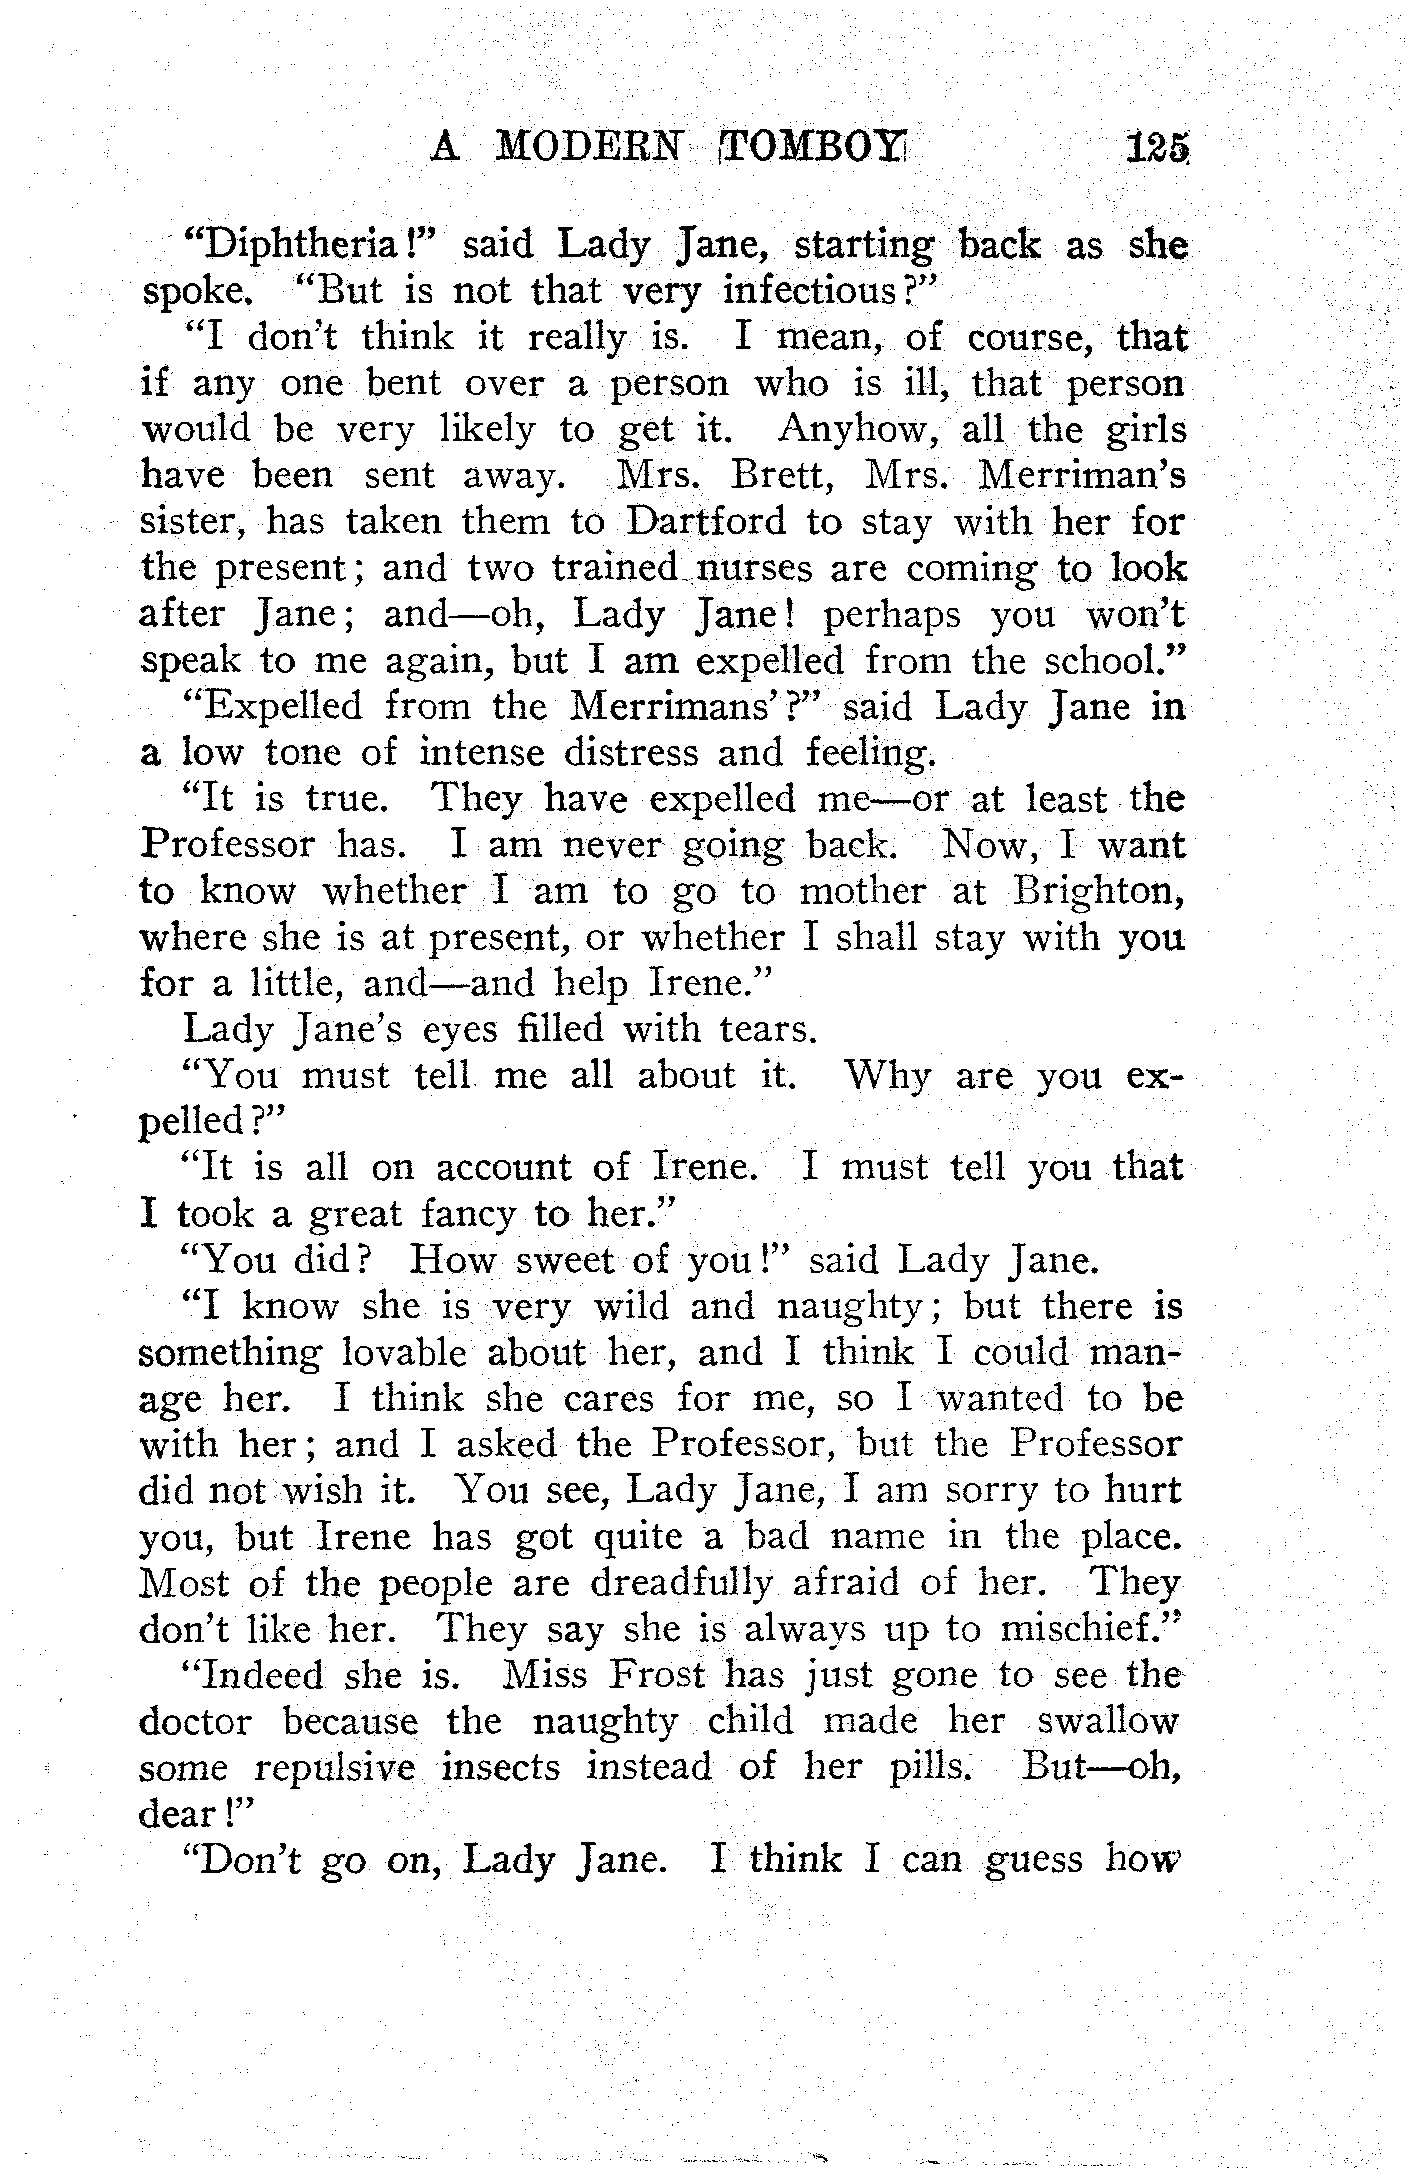 A MODERN TOMBOY 125
“Diphtheria!” said Lady Jane, starting back as she
spoke. “But is not that very infectious?”
“I don’t think it really is. I mean, of course, that
if any one bent over a person who is ill, that person
would be very likely to get it. Anyhow, all the girls
have been sent away. Mrs. Brett, Mrs. Merriman’s
sister, has taken them to Dartford to stay with her for
the present; and two trained nurses are coming to look
after Jane; and—oh, Lady Jane! perhaps you won’t
speak to me again, but I am expelled from the school.”
“Expelled from the Merrimans’?” said Lady Jane in
a low tone of intense distress and feeling.
“It is true. They have expelled me—or at least the
Professor has. I am never going back. Now, I want
to know whether I am to go to mother at Brighton,
where she is at present, or whether I shall stay with you
for a little, and—and help Irene.”
Lady Jane’s eyes filled with tears.
“You must tell me all about it. Why are you ex-
pelled?”
“It is all on account of Irene. I must tell you that
I took a great fancy to her.”
“You did? How sweet of you!” said Lady Jane.
“I know she is very wild and naughty; but there is
something lovable about her, and I think I could man-
age her. I think she cares for me, so I wanted to be
with her; and I asked the Professor, but the Professor
did not wish it. You see, Lady Jane, I am sorry to hurt
you, but Irene has got quite a bad name in the place.
Most of the people are dreadfully afraid of her. They
don’t like her. They say she is always up to mischief.”
“Indeed she is. Miss Frost has just gone to see the
doctor because the naughty child made her swallow
some repulsive insects instead of her pills. But—oh,
dear!”
“Don’t go on, Lady Jane. I think I can guess how